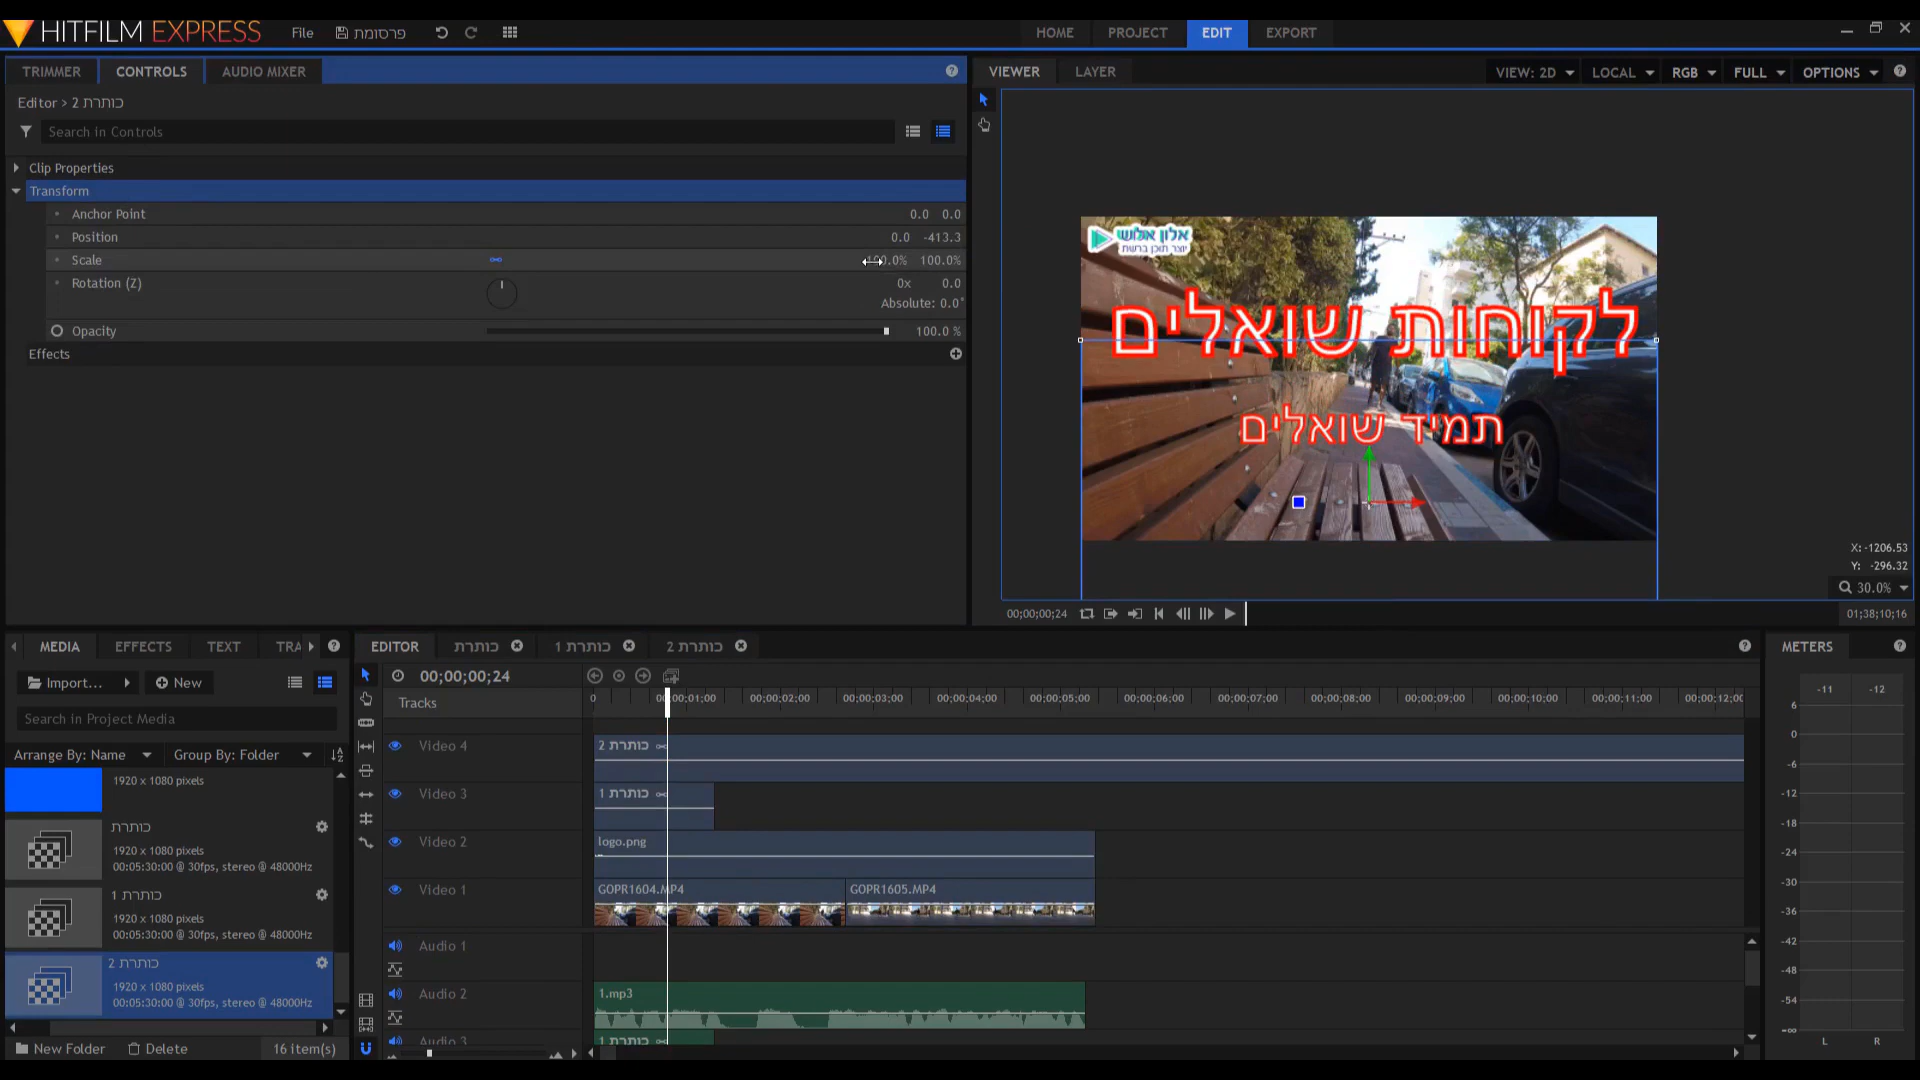 HITFILM EXPRESS
File
פרסומת
HOME
PROJECT
EDIT
EXPORT
TRIMMER
CONTROLS
AUDIO MIXER
Editor > כותרת 2
Search in Controls
Clip Properties
Transform
Anchor Point 0.0 0.0
Position 0.0 -413.3
Scale 100.0% 100.0%
Rotation (Z) 0x 0.0
Absolute: 0.0°
Opacity 100.0 %
Effects
VIEWER
LAYER
VIEW: 2D
LOCAL
RGB
FULL
OPTIONS
אלון אלוש
יוצר תוכן ברשת
לקוחות שואלים
תמיד שואלים
X:-1206.53
Y: -296.32
30.0%
00;00;00;24
01;38;10;16
MEDIA
EFFECTS
TEXT
TRA
Import...
New
Search in Project Media
Arrange By: Name
Group By: Folder
1920 x 1080 pixels
כותרת
1920 x 1080 pixels
00:05:30:00 @ 30fps, stereo @ 48000Hz
כותרת 1
1920 x 1080 pixels
00:05:30:00 @ 30fps, stereo @ 48000Hz
כותרת 2
1920 x 1080 pixels
00:05:30:00 @ 30fps, stereo @ 48000Hz
New Folder
Delete
16 item(s)
EDITOR
כותרת
כותרת 1
כותרת 2
00;00;00;24
Tracks
0
00;00;01;00
00;00;02;00
00;00;03;00
00;00;04;00
00;00;05;00
00;00;06;00
00;00;07;00
00;00;08;00
00;00;09;00
00;00;10;00
00;00;11;00
00;00;12;00
Video 4
כותרת 2
Video 3
כותרת 1
Video 2
logo.png
Video 1
GOPR1604.MP4
GOPR1605.MP4
Audio 1
Audio 2
1.mp3
Audio 3
כותרת 1
METERS
-11 -12
6
0
-6
-12
-18
-24
-30
-36
-42
-48
-54
-∞
L R